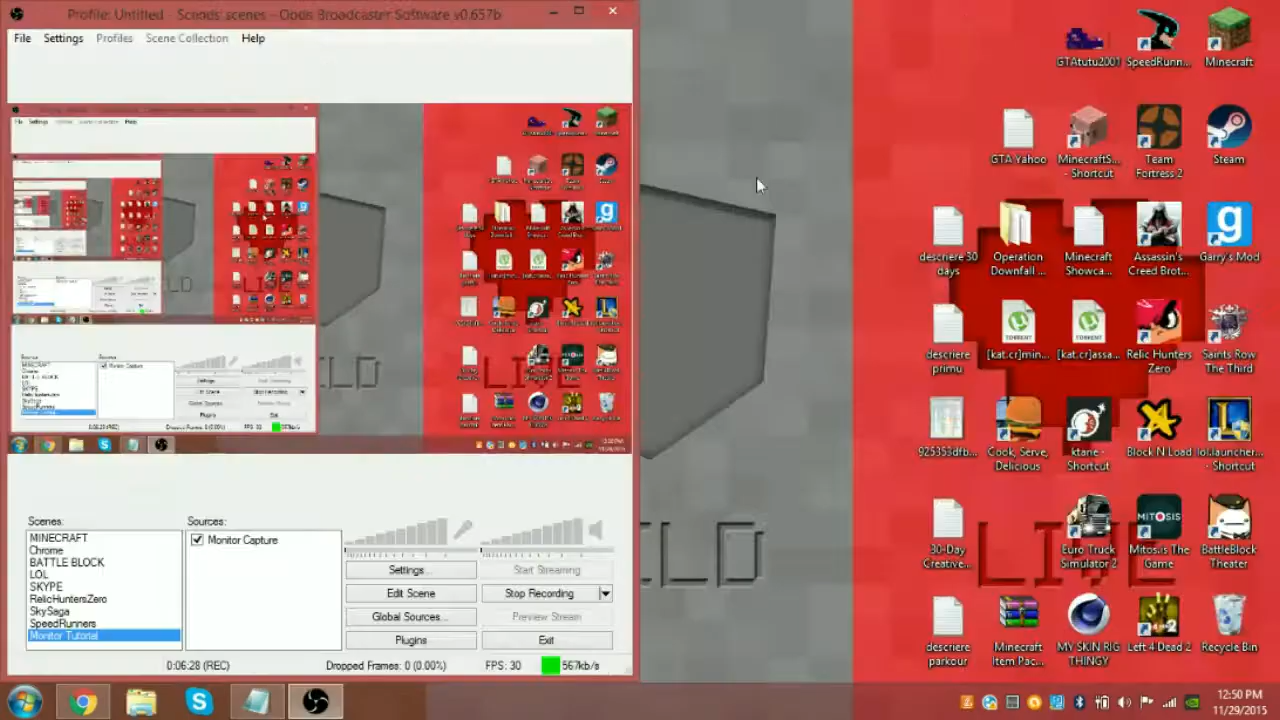 Profile: Untitled - Scenes: scenes - Open Broadcaster Software v0.657b
File Settings Profiles Scene Collection Help
Scenes:
MINECRAFT
Chrome
BATTLE BLOCK
LOL
SKYPE
RelicHuntersZero
SkySaga
SpeedRunners
Monitor Tutorial
Sources:
Monitor Capture
Settings...
Start Streaming
Edit Scene
Stop Recording
Global Sources...
Preview Stream
Plugins
Exit
0:06:28 (REC)
Dropped Frames: 0 (0.00%)
FPS: 30
567kb/s
GTAtutu2001
SpeedRunn...
Minecraft
GTA Yahoo
MinecraftS...
- Shortcut
Team
Fortress 2
Steam
descriere 30
days
Operation
Downfall ...
Minecraft
Showca...
Assassin's
Creed Brot...
Garry's Mod
descriere
primu
[kat.cr]min...
[kat.cr]assa...
Relic Hunters
Zero
Saints Row
The Third
925353dfb...
Cook, Serve,
Delicious
ktane -
Shortcut
Block N Load
lol.launcher...
- Shortcut
30-Day
Creative...
Euro Truck
Simulator 2
MITOSIS
Mitos.is The
Game
BattleBlock
Theater
descriere
parkour
Minecraft
Item Pac...
MY SKIN RIG
THINGY
Left 4 Dead 2
Recycle Bin
12:50 PM
11/29/2015